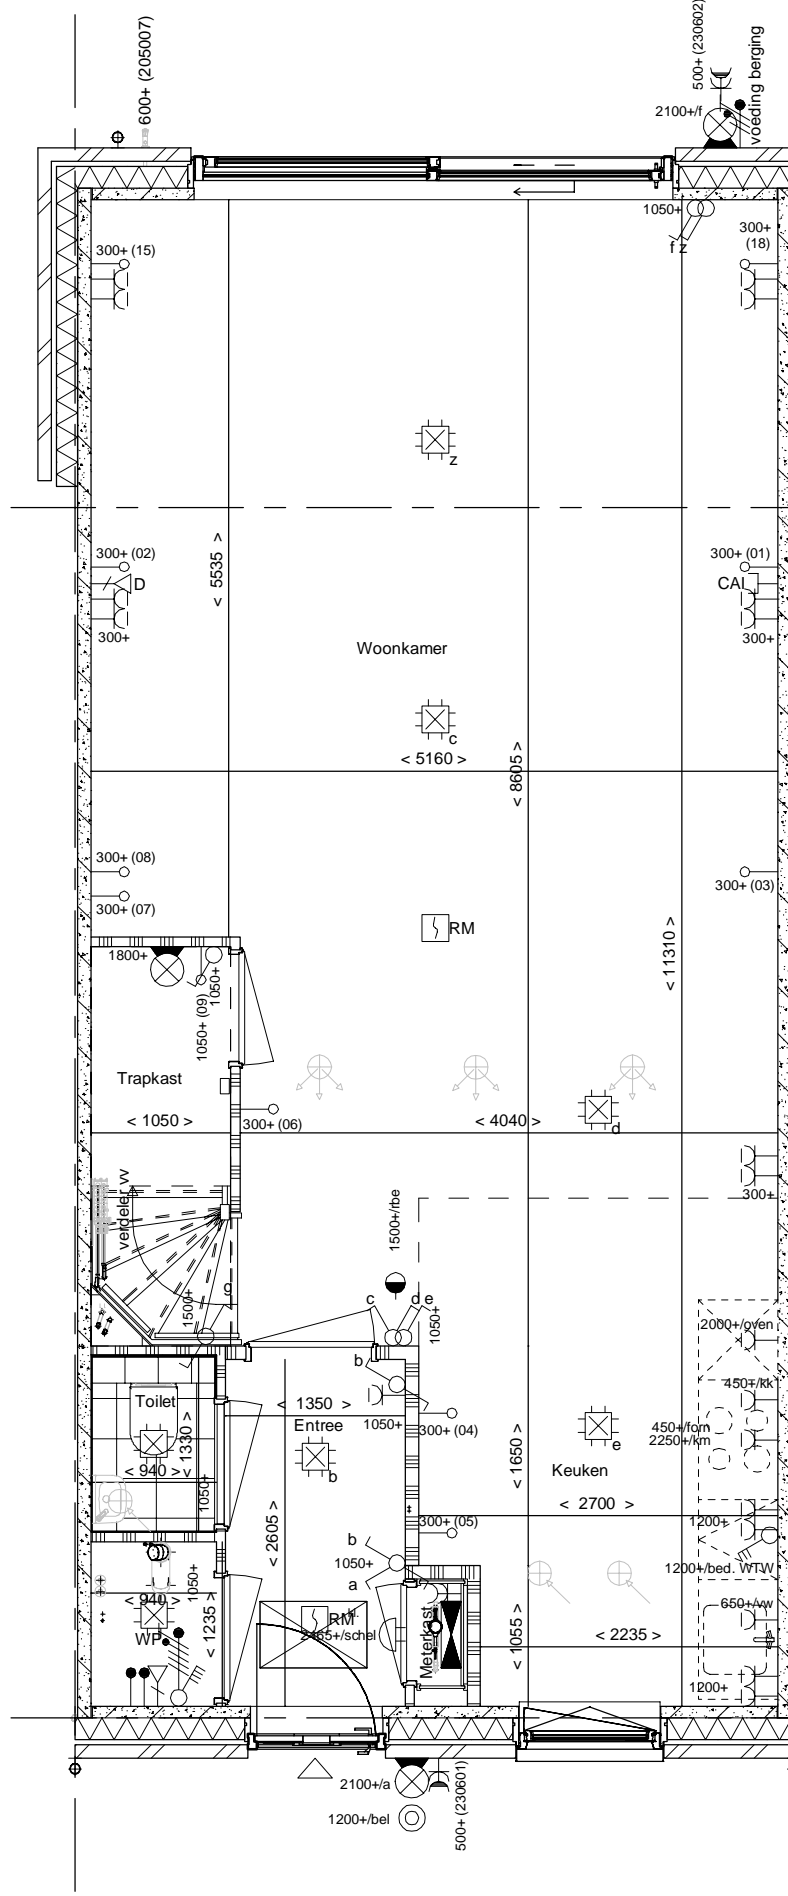 600+ (205007)
500+ (230602)
voeding berging
2100+/f
1050+
f z
300+ (15)
300+
(18)
z
300+ (02)
D
300+
300+ (01)
CAI
300+
< 5535 >
Woonkamer
c
< 5160 >
< 8605 >
300+ (08)
300+ (07)
300+ (03)
RM
< 11310 >
1800+
1050+
1050+ (09)
Trapkast
< 1050 >
300+ (06)
< 4040 >
d
300+
verdeler vv
1500+/rbe
g
1500+
c
d e
1050+
2000+/oven
450+/kk
450+/forn
2250+/km
b
1050+
Toilet
< 1330 >
< 940 >
1050+
< 1350 >
Entree
b
300+ (04)
< 1650 >
e
Keuken
< 2700 >
300+ (05)
1200+
1200+/bed. WTW
< 2605 >
b
1050+
a
1050+
< 940 >
WP
< 1235 >
RM
2465+/schel
Meterkast
< 1055 >
< 2235 >
650+/vw
1200+
2100+/a
1200+/bel
500+ (230601)